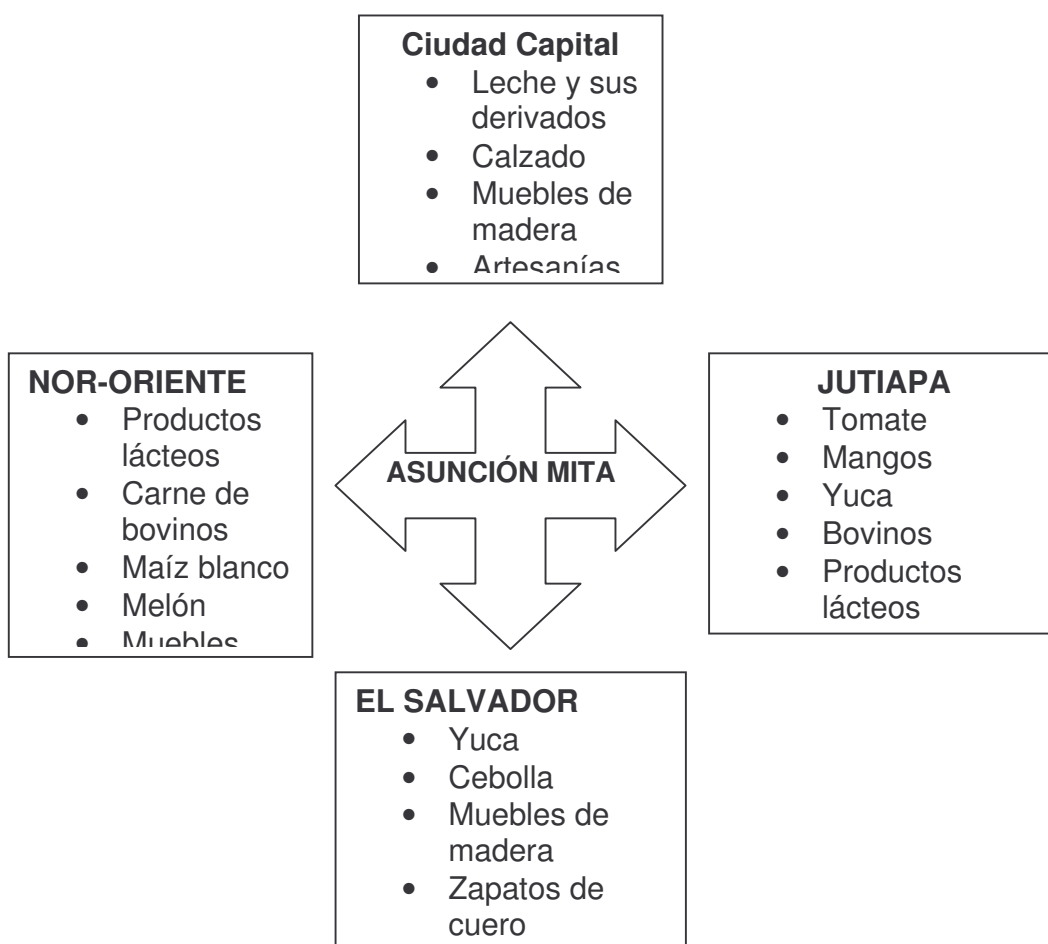 Ciudad Capital
• Leche y sus
derivados
• Calzado
• Muebles de
madera
• Artesanías
NOR-ORIENTE
• Productos
lácteos
• Carne de
bovinos
• Maíz blanco
• Melón
• Muebles
ASUNCIÓN MITA
JUTIAPA
• Tomate
• Mangos
• Yuca
• Bovinos
• Productos
lácteos
EL SALVADOR
• Yuca
• Cebolla
• Muebles de
madera
• Zapatos de
cuero